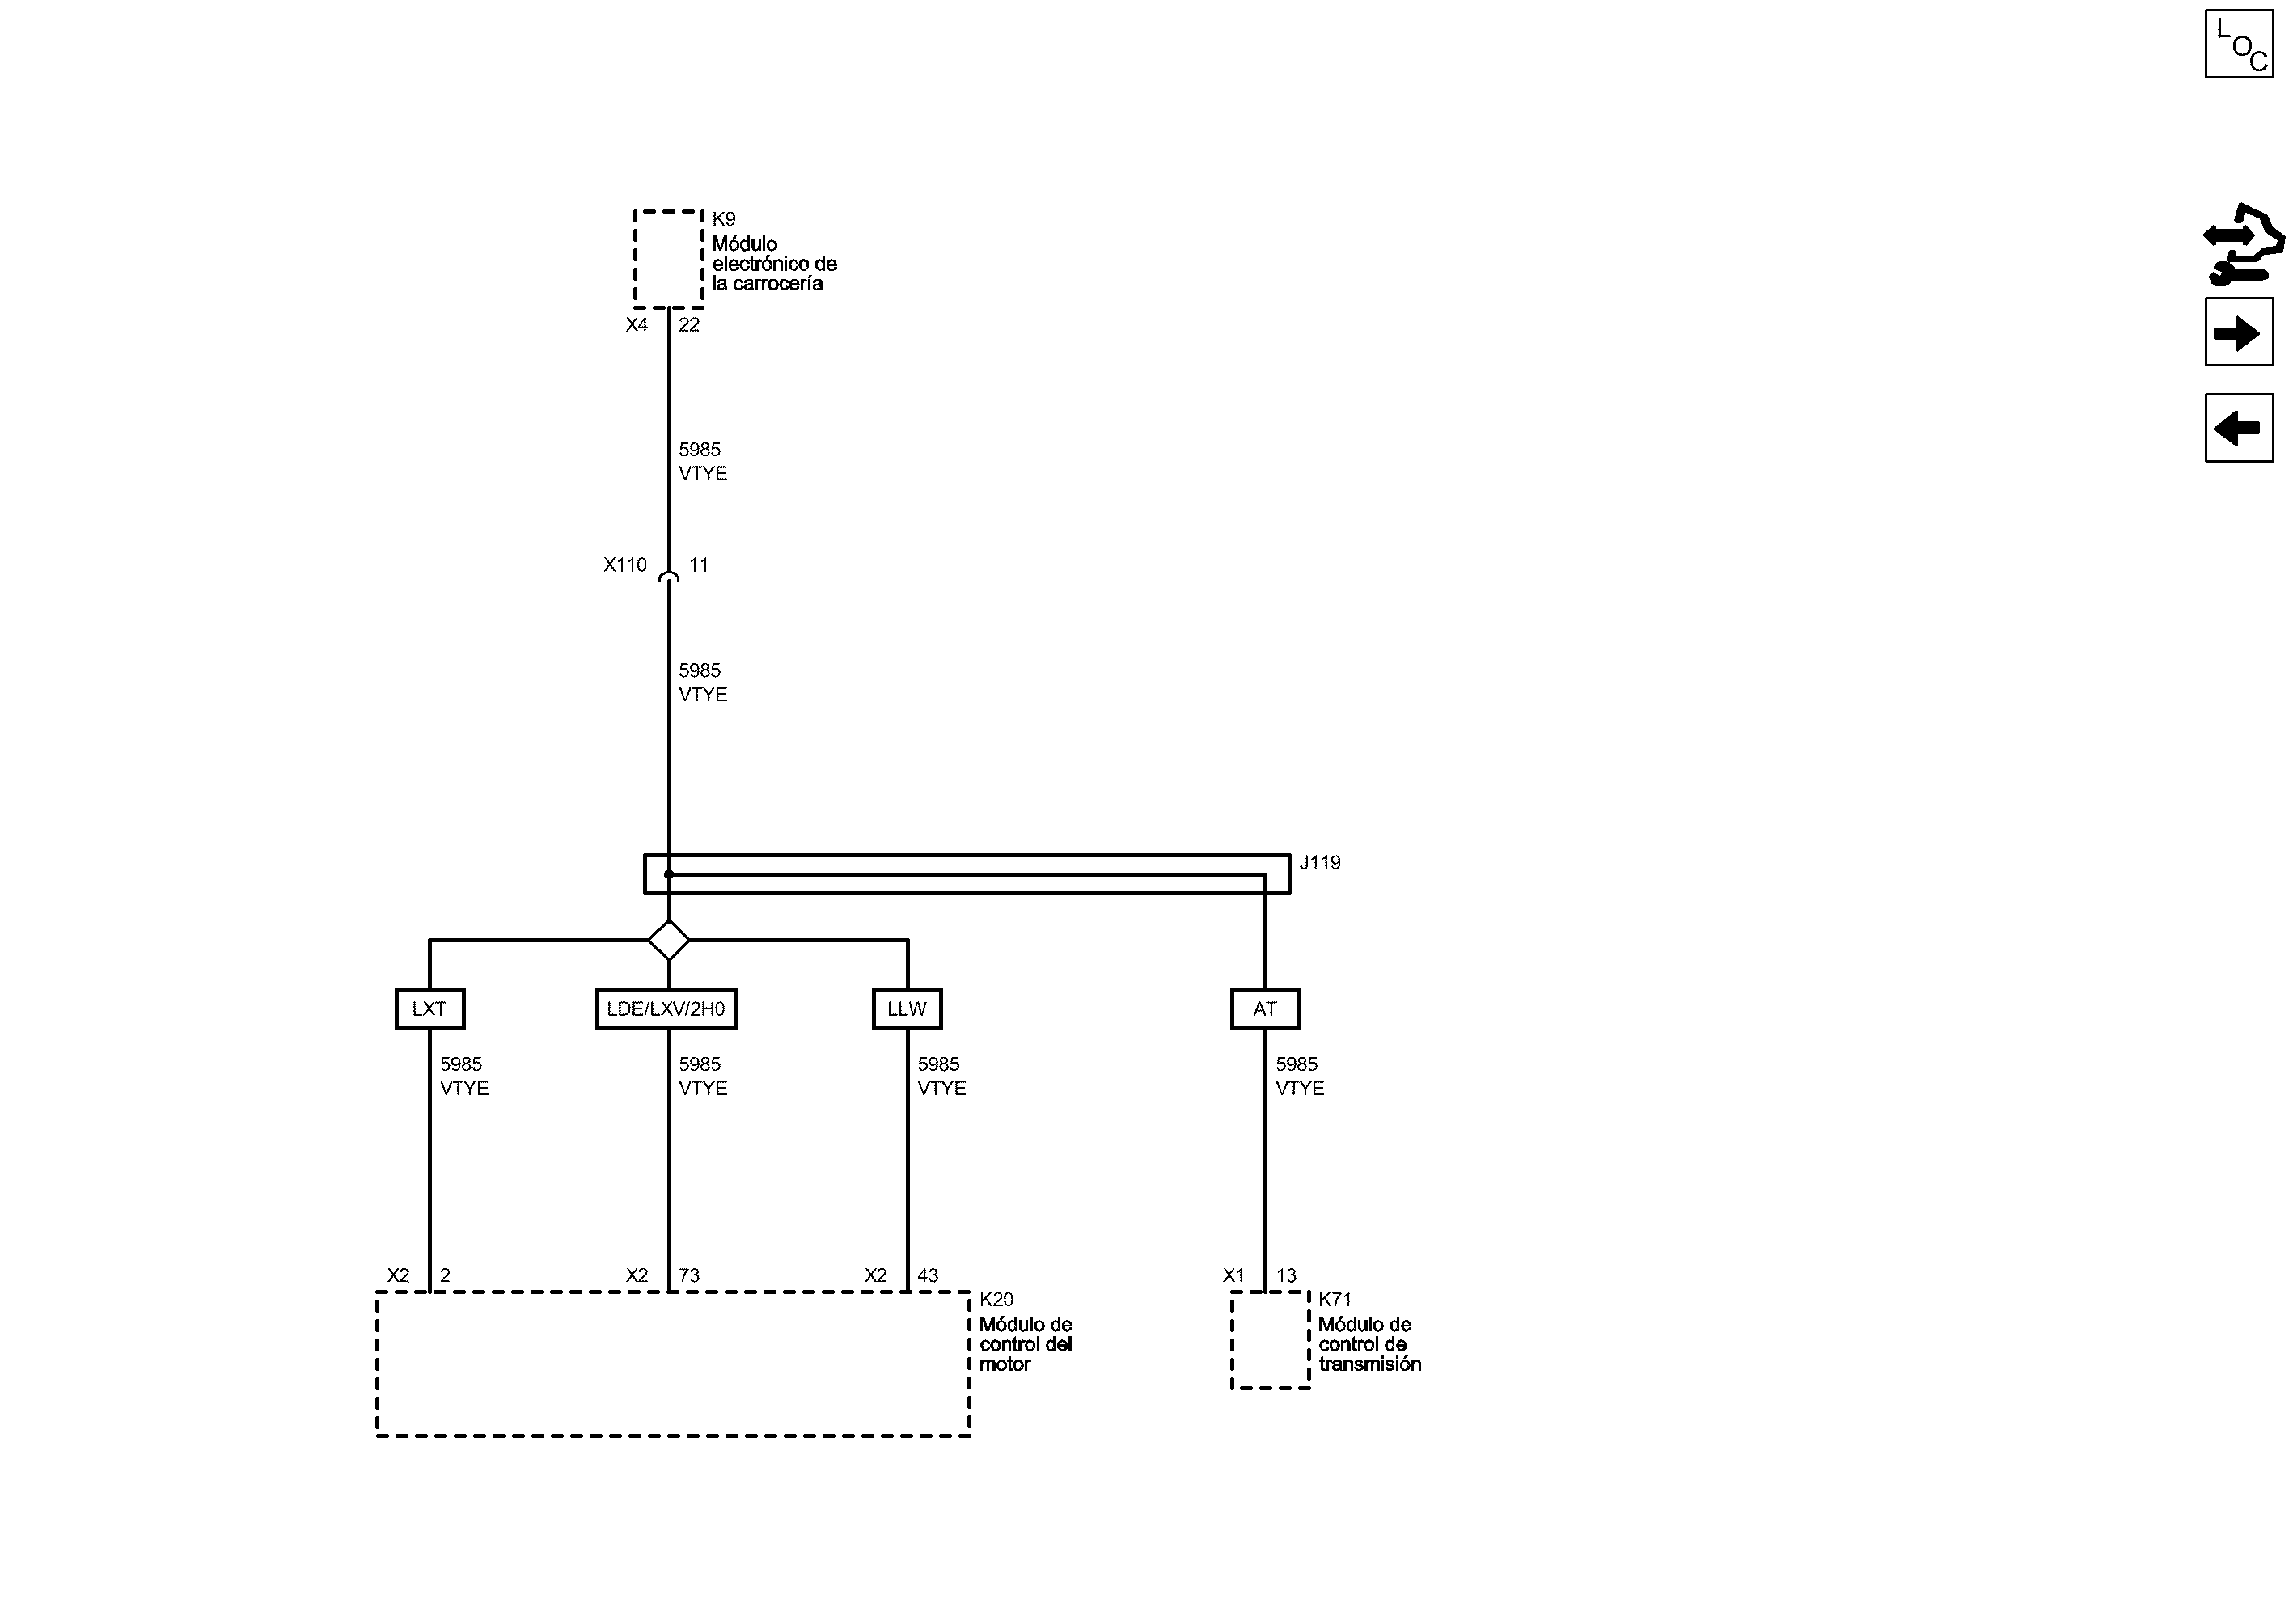 LOC
K9
Módulo
electrónico de
la carrocería
X4 22
5985
VTYE
X110 11
5985
VTYE
J119
LXT LDE/LXV/2H0 LLW AT
5985 5985 5985 5985
VTYE VTYE VTYE VTYE
X2 2 X2 73 X2 43 X1 13
K20
Módulo de
control del
motor
K71
Módulo de
control de
transmisión